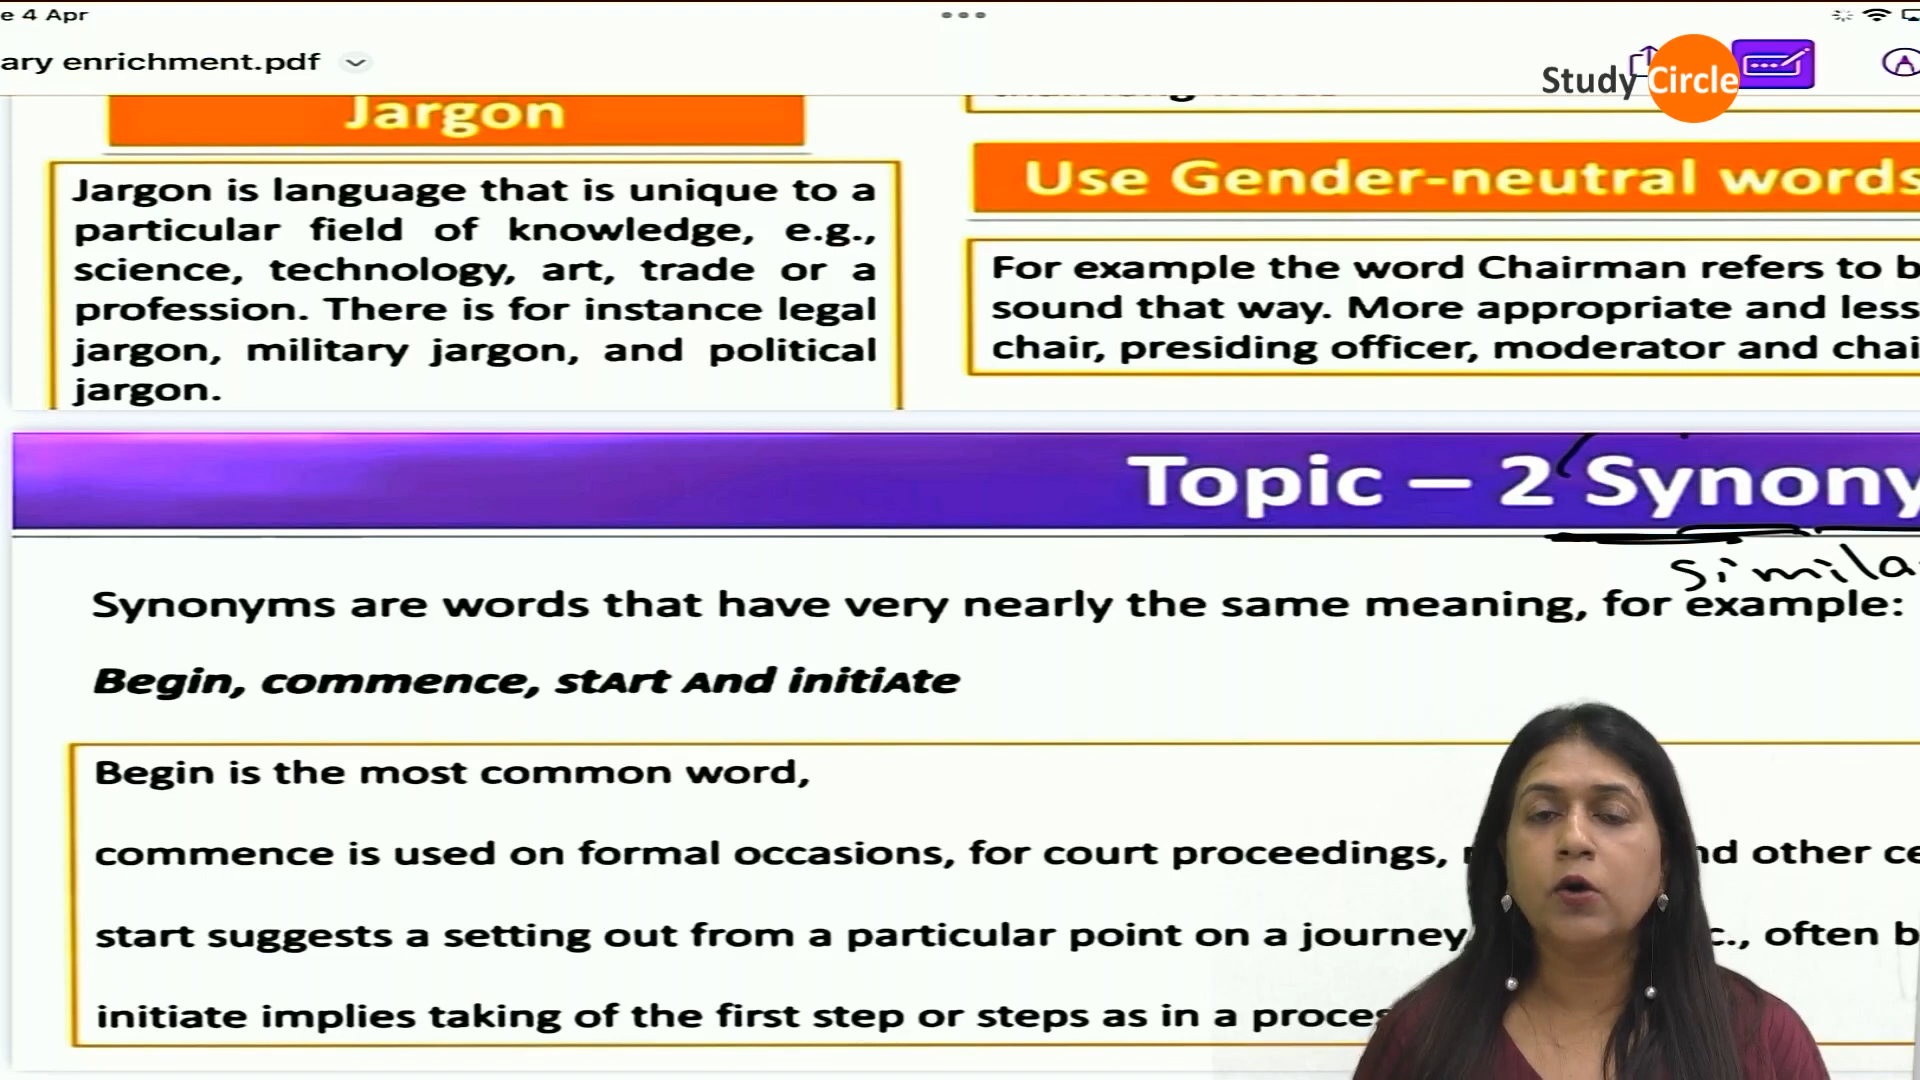 e 4 Apr
ary enrichment.pdf
Study Circle
Jargon
Jargon is language that is unique to a
particular field of knowledge, e.g.,
science, technology, art, trade or a
profession. There is for instance legal
jargon, military jargon, and political
jargon.
Use Gender-neutral words
For example the word Chairman refers to b
sound that way. More appropriate and less
chair, presiding officer, moderator and chai
Topic – 2 Synony
simila
Synonyms are words that have very nearly the same meaning, for example:
Begin, commence, stArt And initiAte
Begin is the most common word,
commence is used on formal occasions, for court proceedings, nd other ce
start suggests a setting out from a particular point on a journey c., often b
initiate implies taking of the first step or steps as in a proces